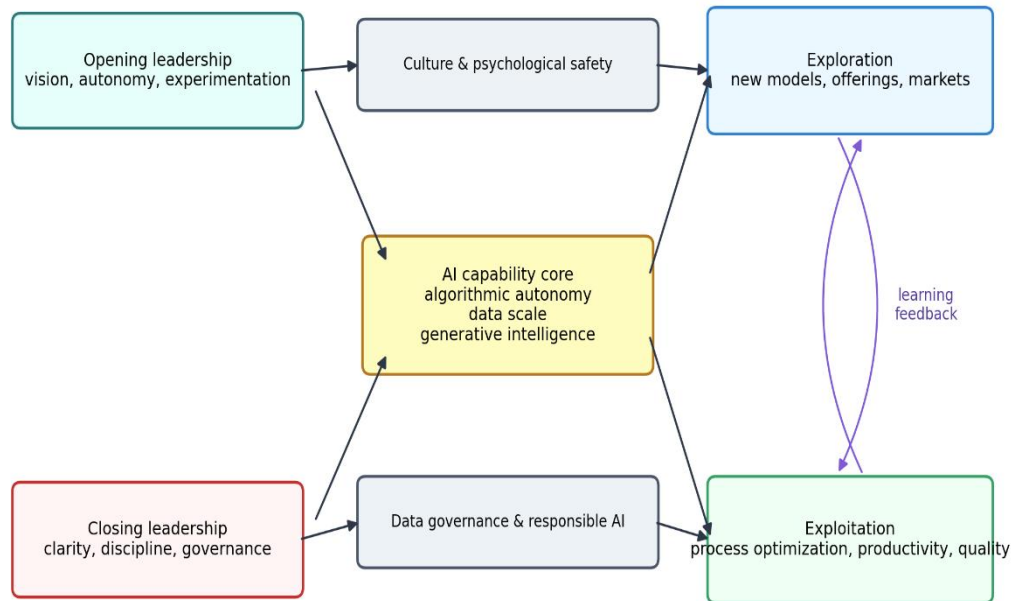 Opening leadership
vision, autonomy, experimentation
Culture & psychological safety
Exploration
new models, offerings, markets
AI capability core
algorithmic autonomy
data scale
generative intelligence
learning
feedback
Closing leadership
clarity, discipline, governance
Data governance & responsible AI
Exploitation
process optimization, productivity, quality